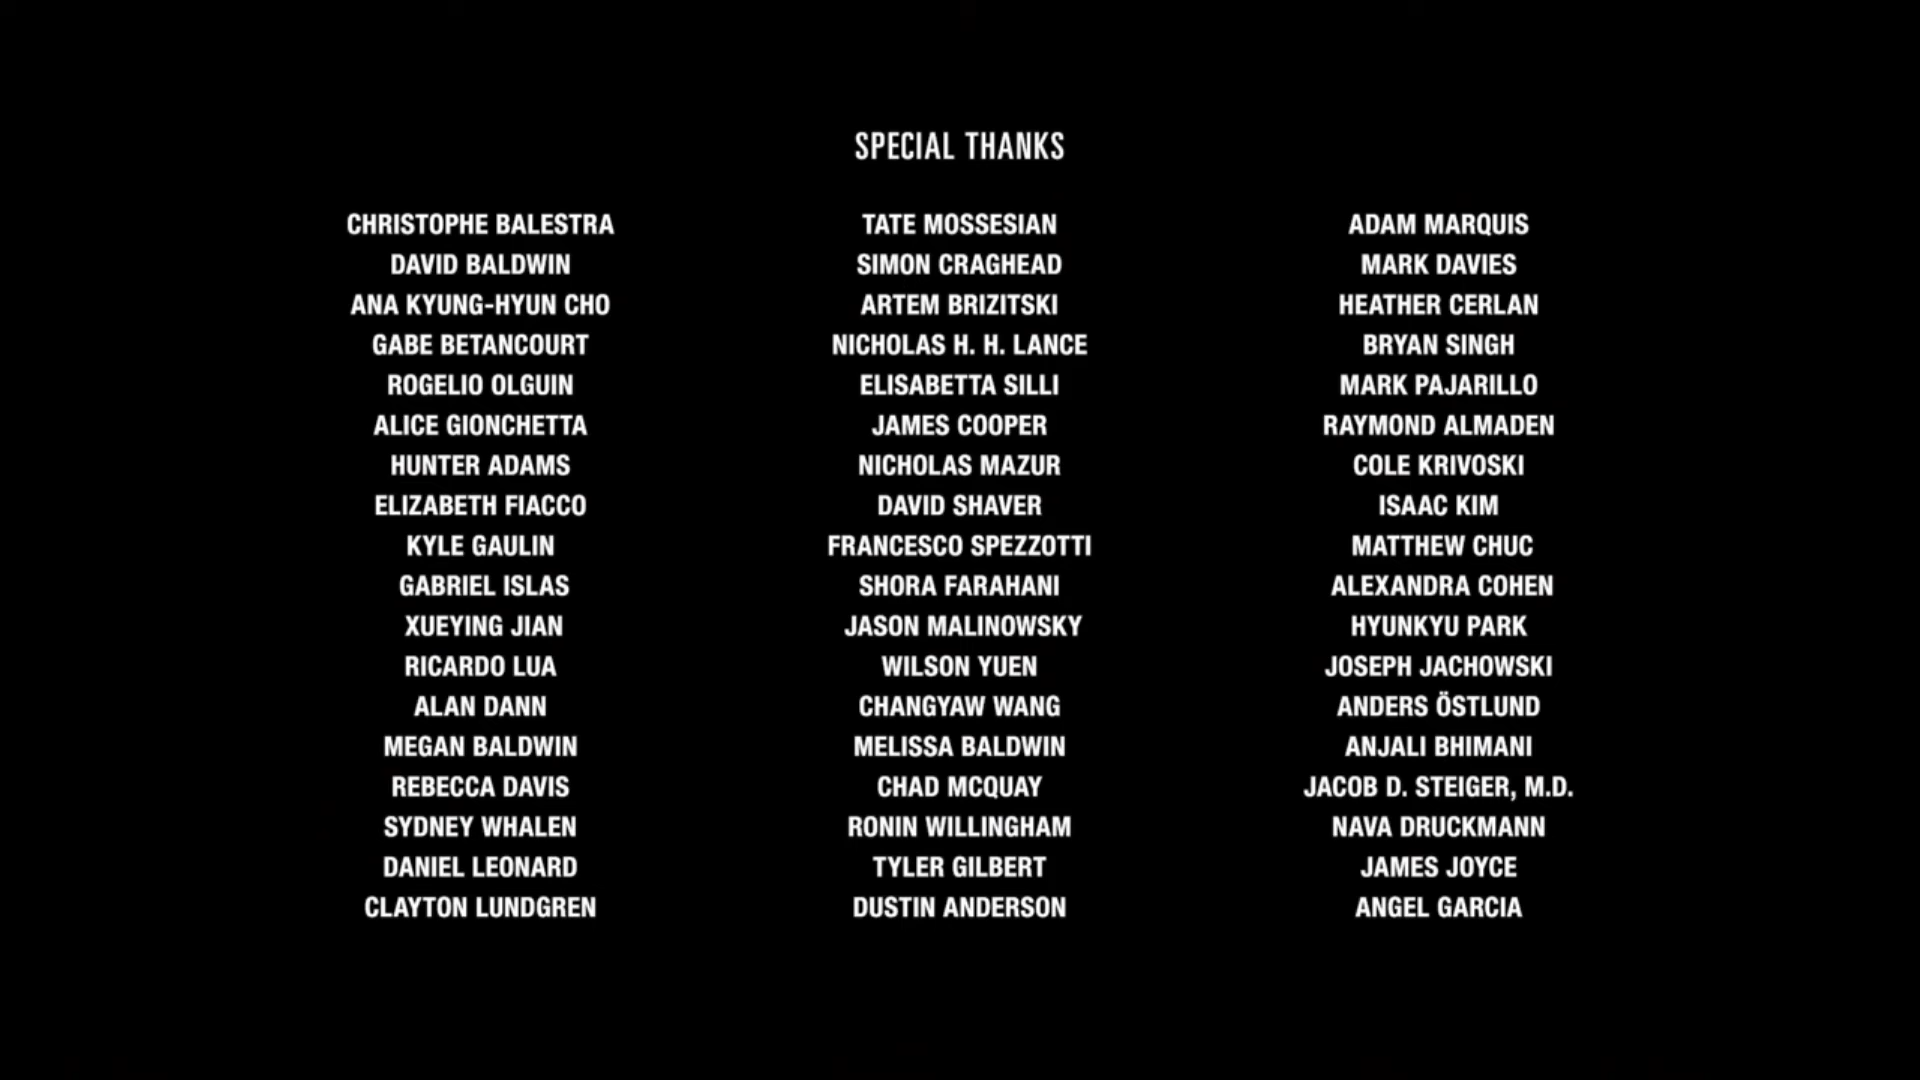 SPECIAL THANKS
CHRISTOPHE BALESTRA
DAVID BALDWIN
ANA KYUNG-HYUN CHO
GABE BETANCOURT
ROGELIO OLGUIN
ALICE GIONCHETTA
HUNTER ADAMS
ELIZABETH FIACCO
KYLE GAULIN
GABRIEL ISLAS
XUEYING JIAN
RICARDO LUA
ALAN DANN
MEGAN BALDWIN
REBECCA DAVIS
SYDNEY WHALEN
DANIEL LEONARD
CLAYTON LUNDGREN
TATE MOSSESIAN
SIMON CRAGHEAD
ARTEM BRIZITSKI
NICHOLAS H. H. LANCE
ELISABETTA SILLI
JAMES COOPER
NICHOLAS MAZUR
DAVID SHAVER
FRANCESCO SPEZZOTTI
SHORA FARAHANI
JASON MALINOWSKY
WILSON YUEN
CHANGYAW WANG
MELISSA BALDWIN
CHAD MCQUAY
RONIN WILLINGHAM
TYLER GILBERT
DUSTIN ANDERSON
ADAM MARQUIS
MARK DAVIES
HEATHER CERLAN
BRYAN SINGH
MARK PAJARILLO
RAYMOND ALMADEN
COLE KRIVOSKI
ISAAC KIM
MATTHEW CHUC
ALEXANDRA COHEN
HYUNKYU PARK
JOSEPH JACHOWSKI
ANDERS ÖSTLUND
ANJALI BHIMANI
JACOB D. STEIGER, M.D.
NAVA DRUCKMANN
JAMES JOYCE
ANGEL GARCIA